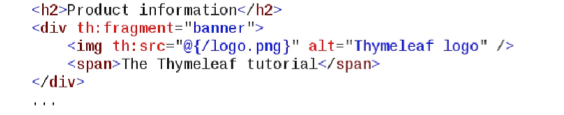 <h2>Product information</h2>
<div th:fragment="banner">
    <img th:src="@{/logo.png}" alt="Thymeleaf logo" />
    <span>The Thymeleaf tutorial</span>
</div>
...